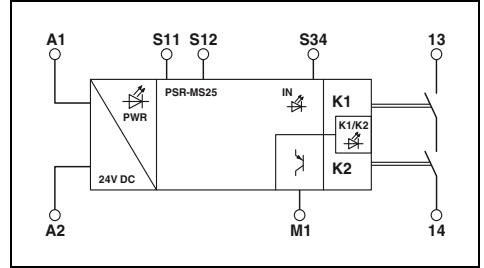 A1 S11 S12 S34 13
PWR PSR-MS25 IN K1
K1/K2
24V DC K2
A2 M1 14